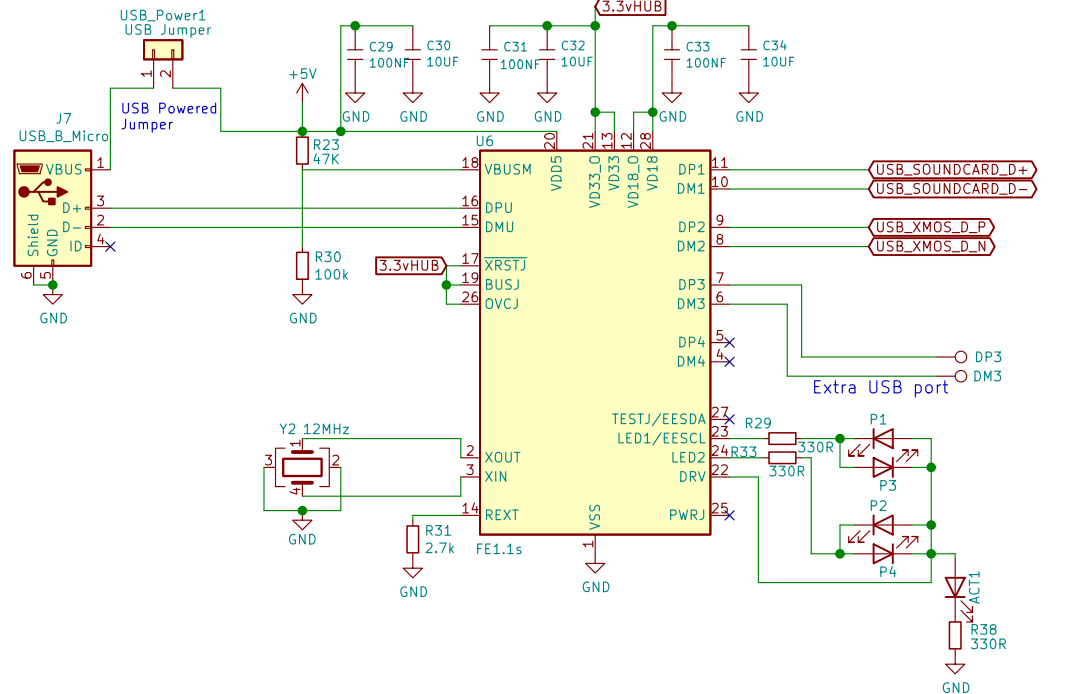 USB_Power1
USB Jumper
1
2
USB Powered
Jumper
+5V
3.3vHUB
C29
100NF
C30
10UF
C31
100NF
C32
10UF
C33
100NF
C34
10UF
GND
GND
GND
GND
GND
GND
J7
USB_B_Micro
VBUS
1
D+
3
D-
2
ID
4
Shield
GND
6
5
GND
R23
47K
R30
100k
GND
3.3vHUB
U6
20
21
13
12
28
VDD5
VD33_O
VD33
VD18_O
VD18
18
VBUSM
16
DPU
15
DMU
17
XRSTJ
19
BUSJ
26
OVCJ
2
XOUT
3
XIN
14
REXT
DP1
11
DM1
10
DP2
9
DM2
8
DP3
7
DM3
6
DP4
5
DM4
4
TESTJ/EESDA
27
LED1/EESCL
23
LED2
24
DRV
22
PWRJ
25
VSS
1
FE1.1s
GND
USB_SOUNDCARD_D+
USB_SOUNDCARD_D-
USB_XMOS_D_P
USB_XMOS_D_N
DP3
DM3
Extra USB port
Y2 12MHz
1
3
2
4
GND
R31
2.7k
GND
R29
330R
R33
330R
P1
P3
P2
P4
ACT1
R38
330R
GND